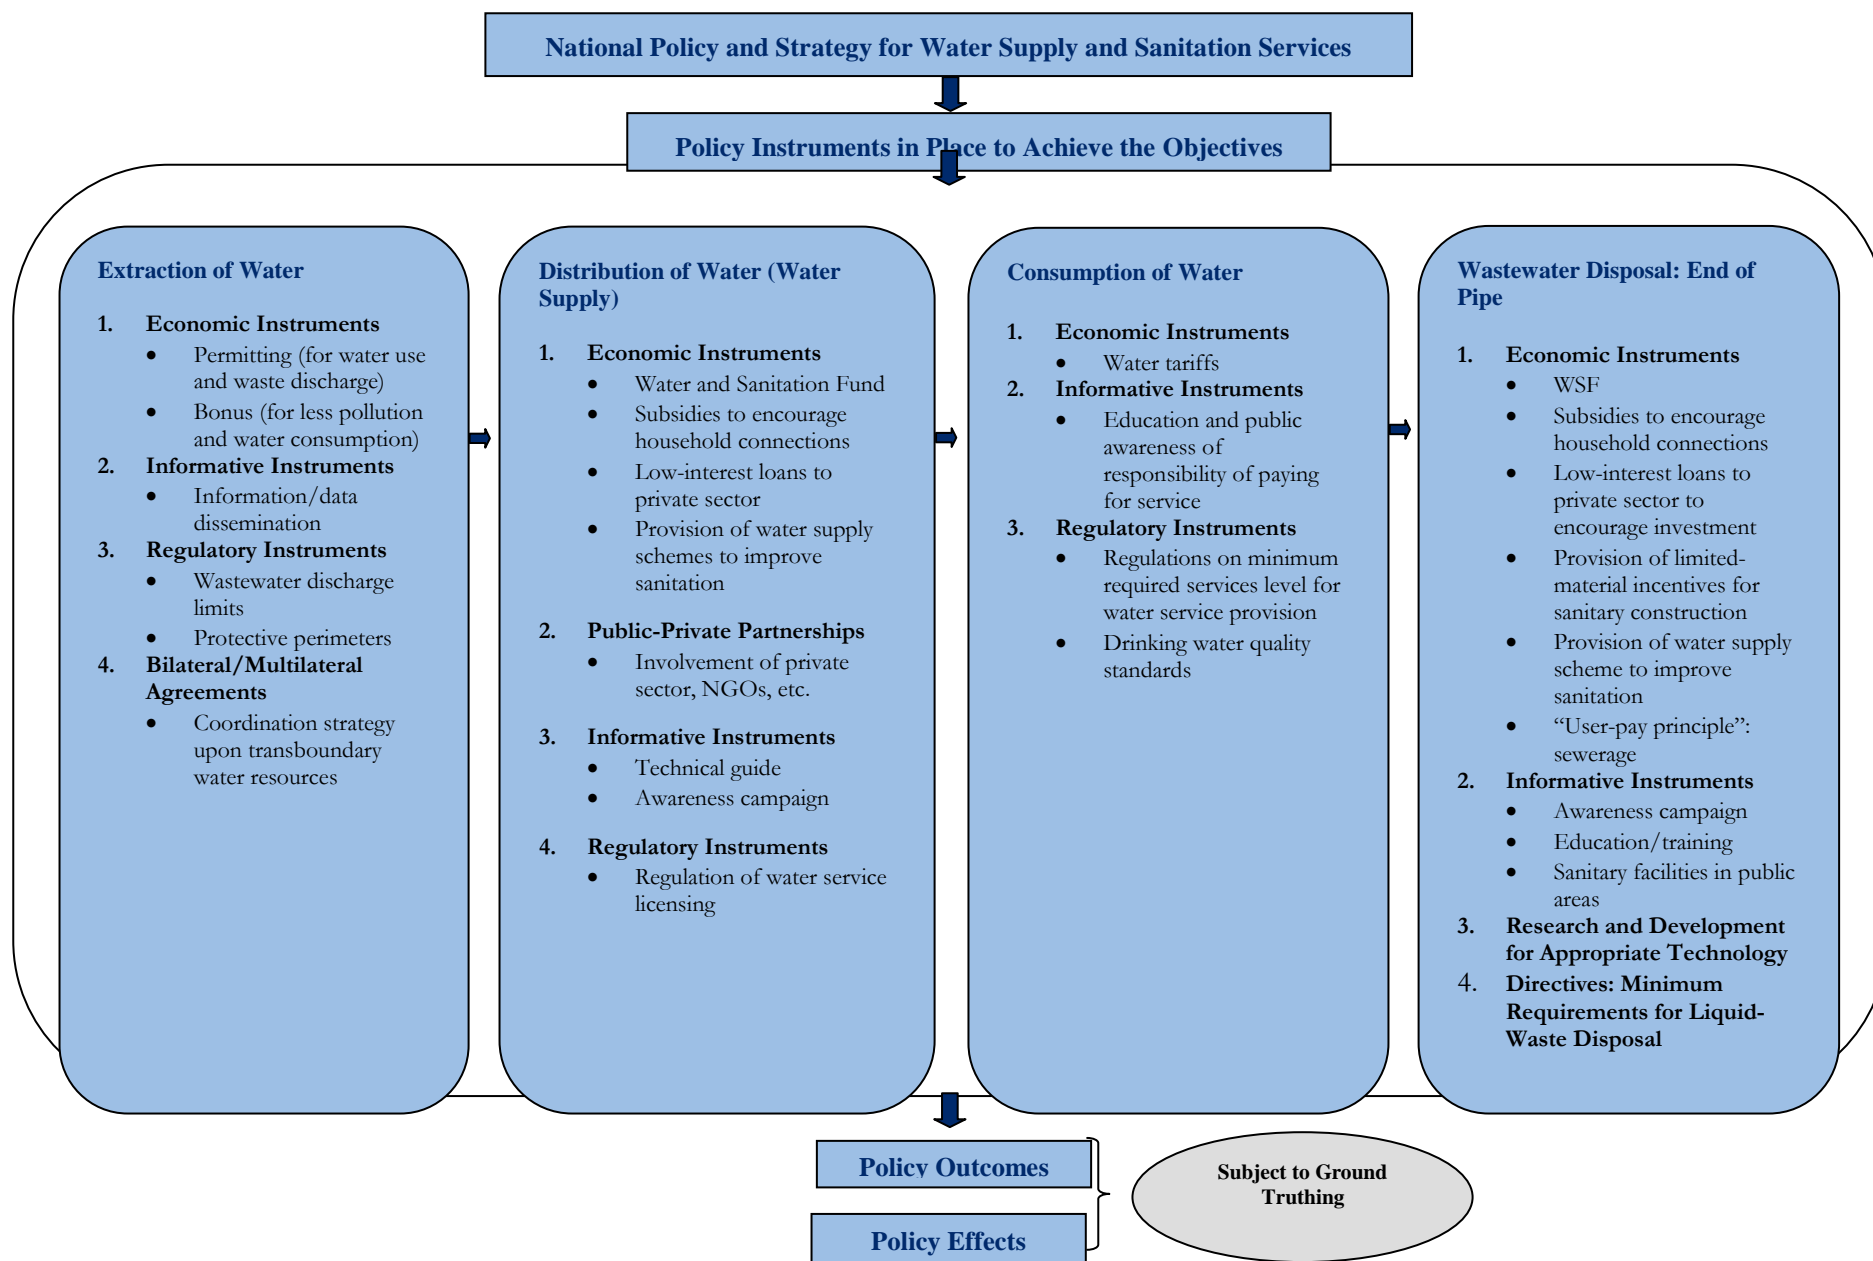 National Policy and Strategy for Water Supply and Sanitation Services
Policy Instruments in Place to Achieve the Objectives
Extraction of Water
1. Economic Instruments
• Permitting (for water use
and waste discharge)
• Bonus (for less pollution
and water consumption)
2. Informative Instruments
• Information/data
dissemination
3. Regulatory Instruments
• Wastewater discharge
limits
• Protective perimeters
4. Bilateral/Multilateral
Agreements
• Coordination strategy
upon transboundary
water resources
Distribution of Water (Water
Supply)
1. Economic Instruments
• Water and Sanitation Fund
• Subsidies to encourage
household connections
• Low-interest loans to
private sector
• Provision of water supply
schemes to improve
sanitation
2. Public-Private Partnerships
• Involvement of private
sector, NGOs, etc.
3. Informative Instruments
• Technical guide
• Awareness campaign
4. Regulatory Instruments
• Regulation of water service
licensing
Consumption of Water
1. Economic Instruments
• Water tariffs
2. Informative Instruments
• Education and public
awareness of
responsibility of paying
for service
3. Regulatory Instruments
• Regulations on minimum
required services level for
water service provision
• Drinking water quality
standards
Wastewater Disposal: End of
Pipe
1. Economic Instruments
• WSF
• Subsidies to encourage
household connections
• Low-interest loans to
private sector to
encourage investment
• Provision of limited-
material incentives for
sanitary construction
• Provision of water supply
scheme to improve
sanitation
• “User-pay principle”:
sewerage
2. Informative Instruments
• Awareness campaign
• Education/training
• Sanitary facilities in public
areas
3. Research and Development
for Appropriate Technology
4. Directives: Minimum
Requirements for Liquid-
Waste Disposal
Policy Outcomes
Policy Effects
Subject to Ground
Truthing